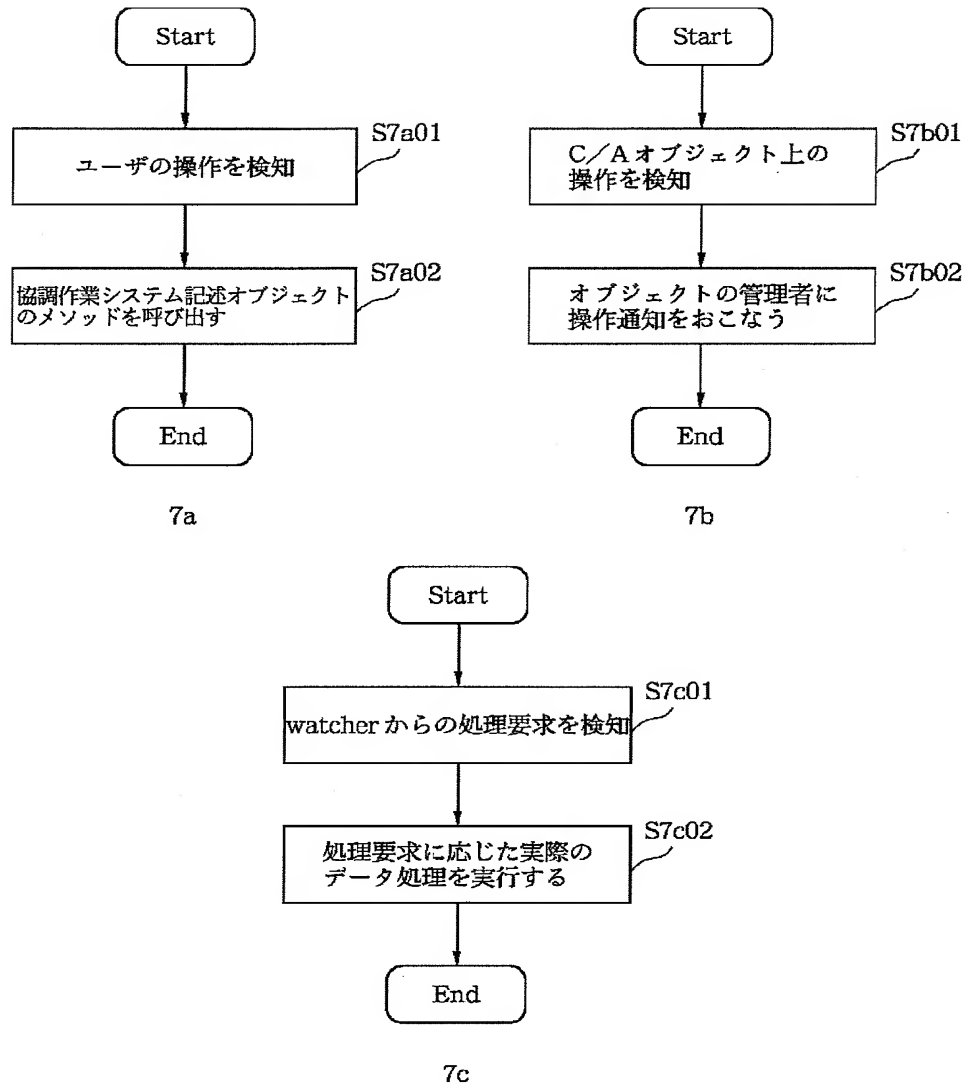 Start
S7a01
ユーザの操作を検知
S7a02
協調作業システム記述オブジェクト
のメソッドを呼び出す
End
7a
Start
S7b01
C／Aオブジェクト上の
操作を検知
S7b02
オブジェクトの管理者に
操作通知をおこなう
End
7b
Start
S7c01
watcherからの処理要求を検知
S7c02
処理要求に応じた実際の
データ処理を実行する
End
7c